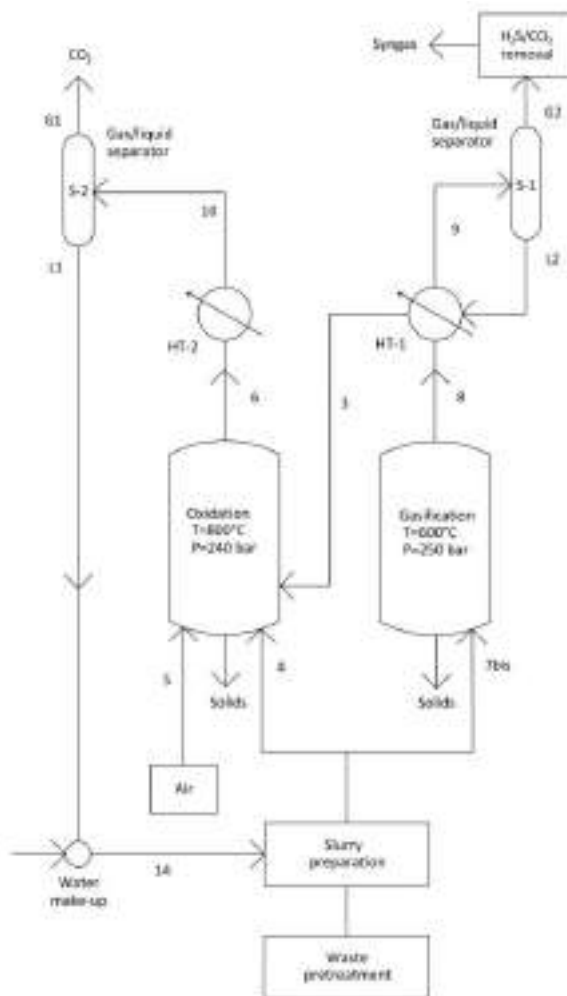 H₂S/CO₂
removal
Syngas
CO₂
G1
G2
Gas/liquid
separator
Gas/liquid
separator
S-2
S-1
10
9
L3
L2
HT-2
HT-1
6
3
8
Oxidation
T=800°C
P=240 bar
Gasification
T=600°C
P=250 bar
5
4
7bis
Solids
Solids
Air
Slurry
preparation
14
Water
make-up
Waste
pretreatment